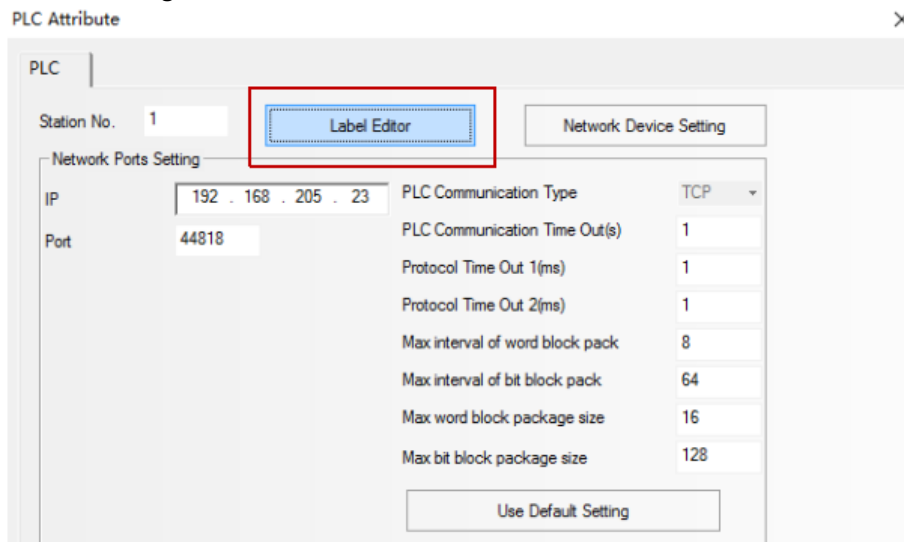 PLC Attribute
PLC
Station No. 1 Label Editor Network Device Setting
Network Ports Setting
IP 192 . 168 . 205 . 23 PLC Communication Type TCP
Port 44818 PLC Communication Time Out(s) 1
Protocol Time Out 1(ms) 1
Protocol Time Out 2(ms) 1
Max interval of word block pack 8
Max interval of bit block pack 64
Max word block package size 16
Max bit block package size 128
Use Default Setting